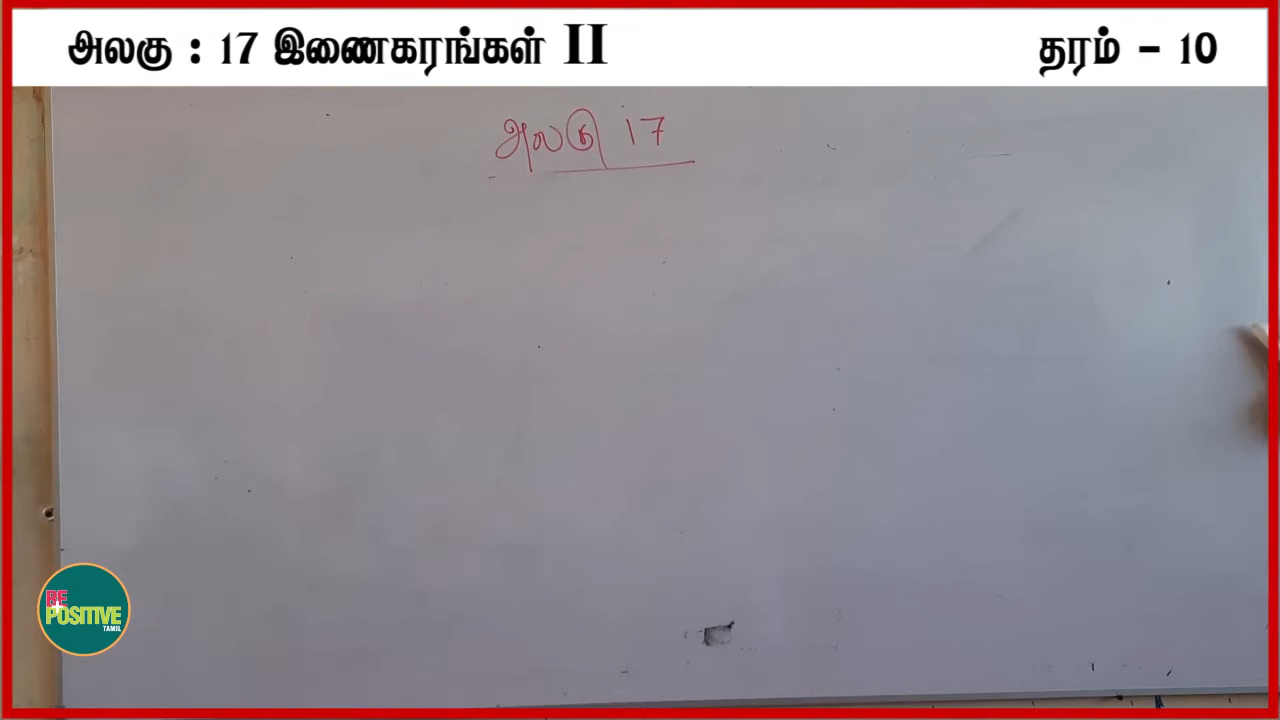 அலகு : 17 இணைகரங்கள் II
தரம் - 10
அலகு 17
BE
POSITIVE
TAMIL